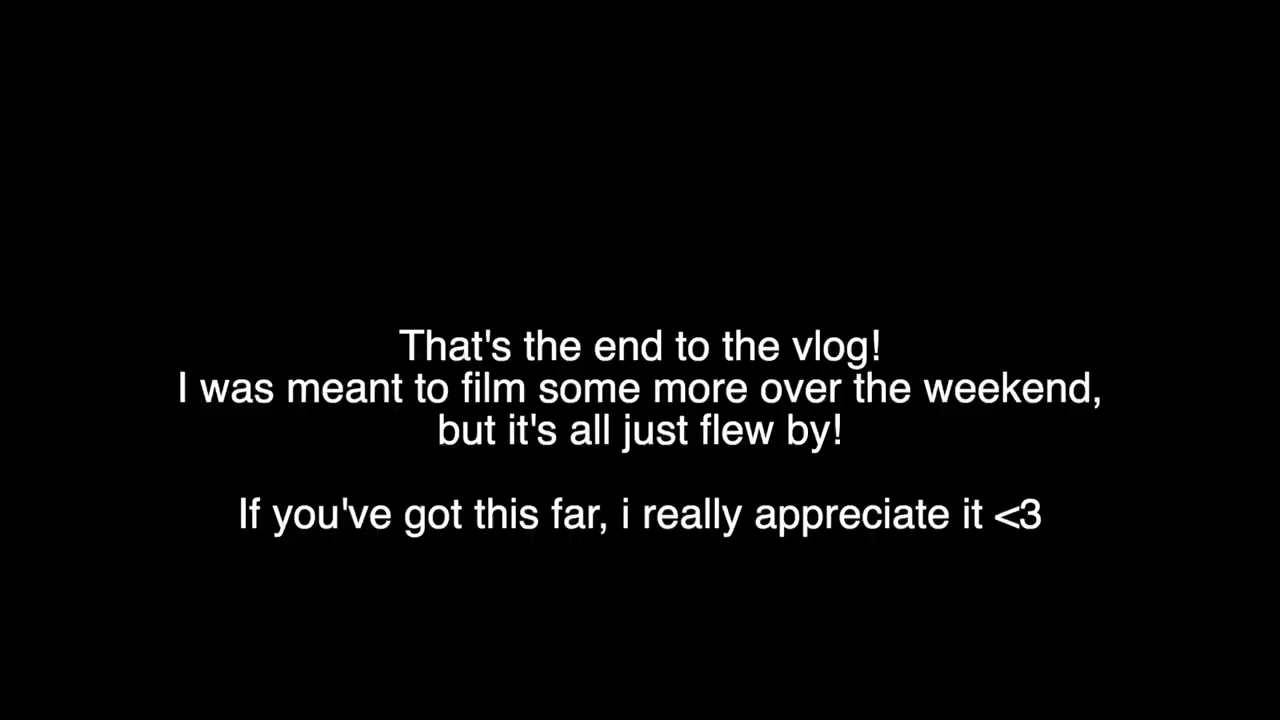 That's the end to the vlog!
I was meant to film some more over the weekend,
but it's all just flew by!
If you've got this far, i really appreciate it <3